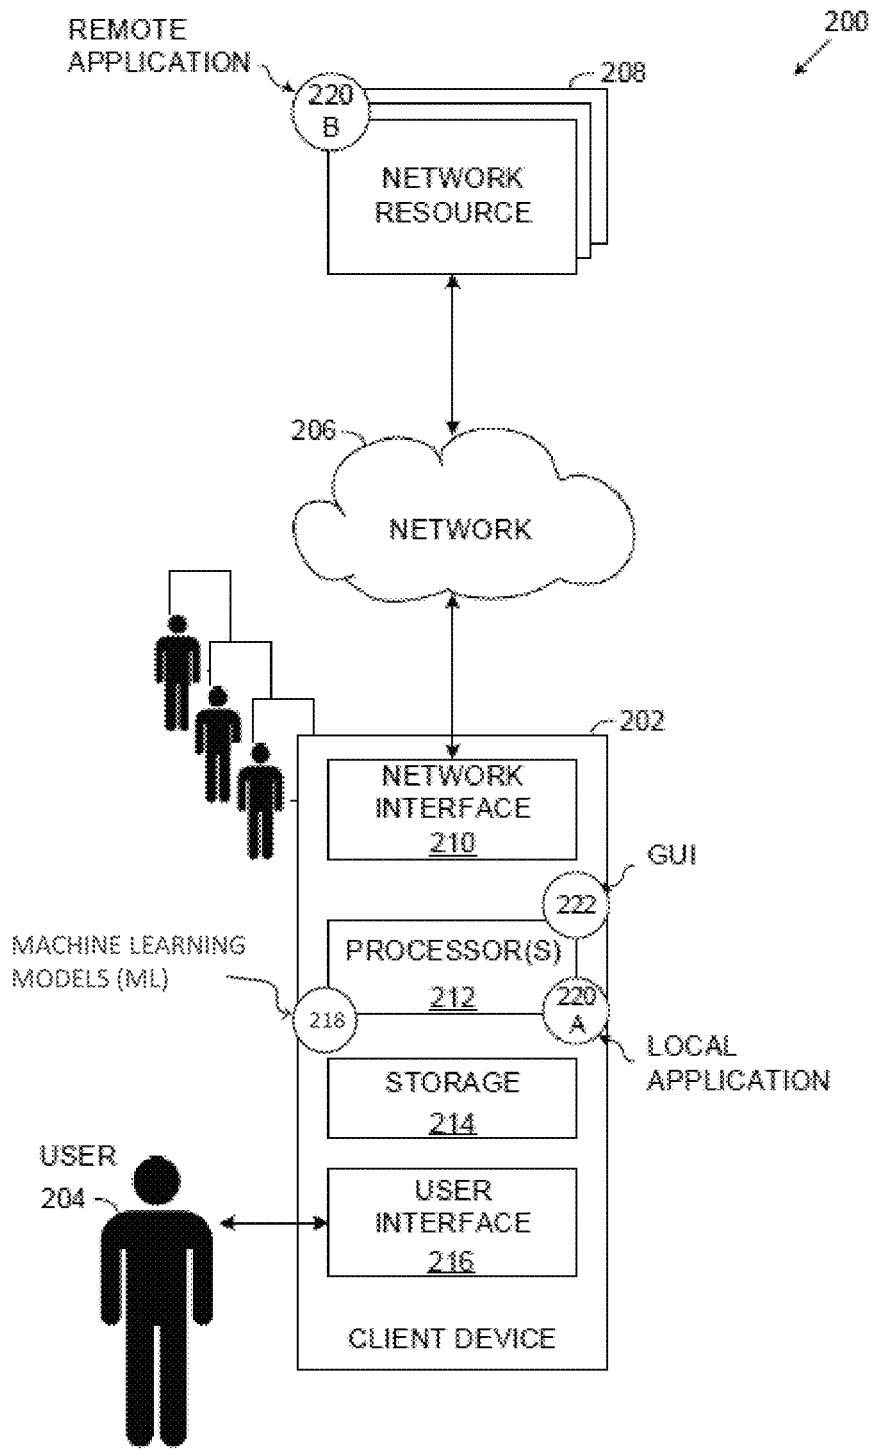 200
REMOTE
APPLICATION
220
B
208
NETWORK
RESOURCE
206
NETWORK
202
NETWORK
INTERFACE
210
GUI
222
MACHINE LEARNING
MODELS (ML)
PROCESSOR(S)
212
218
220
A
LOCAL
APPLICATION
STORAGE
214
USER
204
USER
INTERFACE
216
CLIENT DEVICE